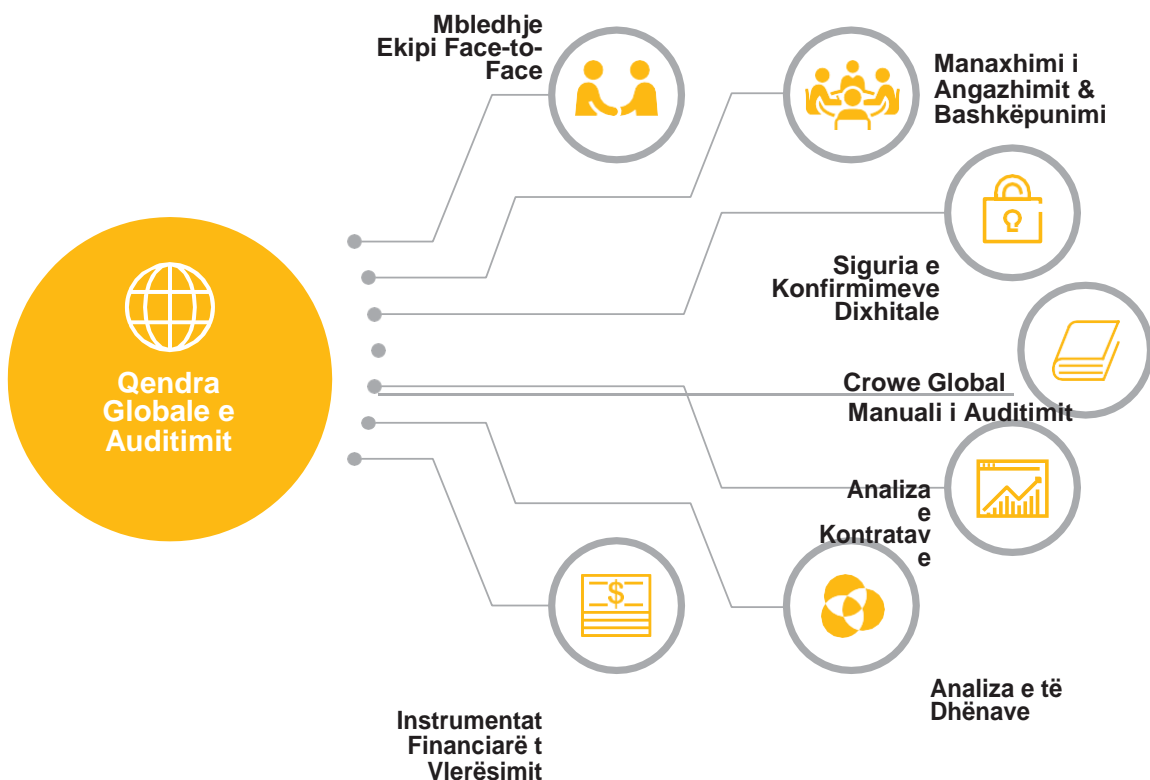 Mbledhje
Ekipi Face-to-
Face
Manaxhimi i
Angazhimit &
Bashkëpunimi
Siguria e
Konfirmimeve
Dixhitale
Qendra
Globale e
Auditimit
Crowe Global
Manuali i Auditimit
Analiza
e
Kontratav
e
$
Analiza e të
Dhënave
Instrumentat
Financiarë t
Vlerësimit